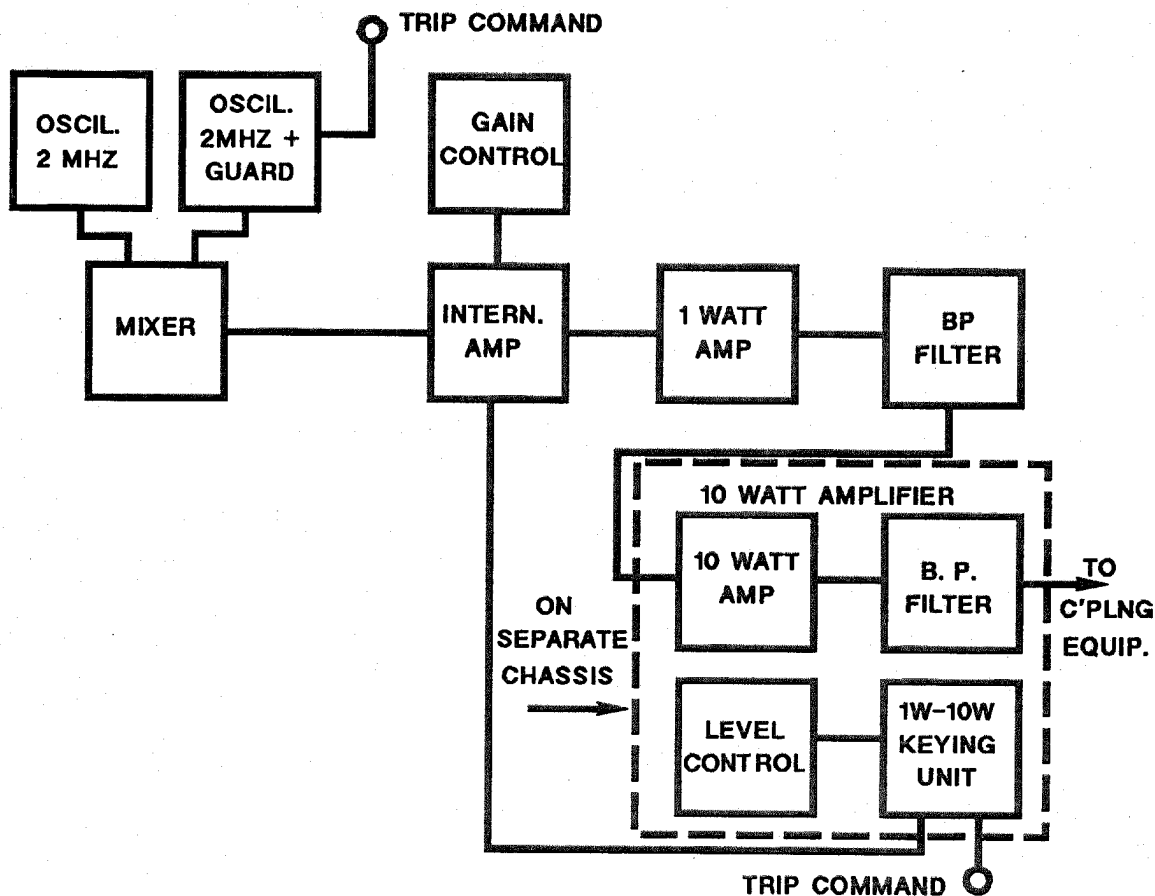 TRIP COMMAND
OSCIL.
2 MHZ
OSCIL.
2MHZ +
GUARD
GAIN
CONTROL
MIXER
INTERN.
AMP
1 WATT
AMP
BP
FILTER
10 WATT AMPLIFIER
10 WATT
AMP
B. P.
FILTER
TO
C'PLNG
EQUIP.
ON
SEPARATE
CHASSIS
LEVEL
CONTROL
1W-10W
KEYING
UNIT
TRIP COMMAND